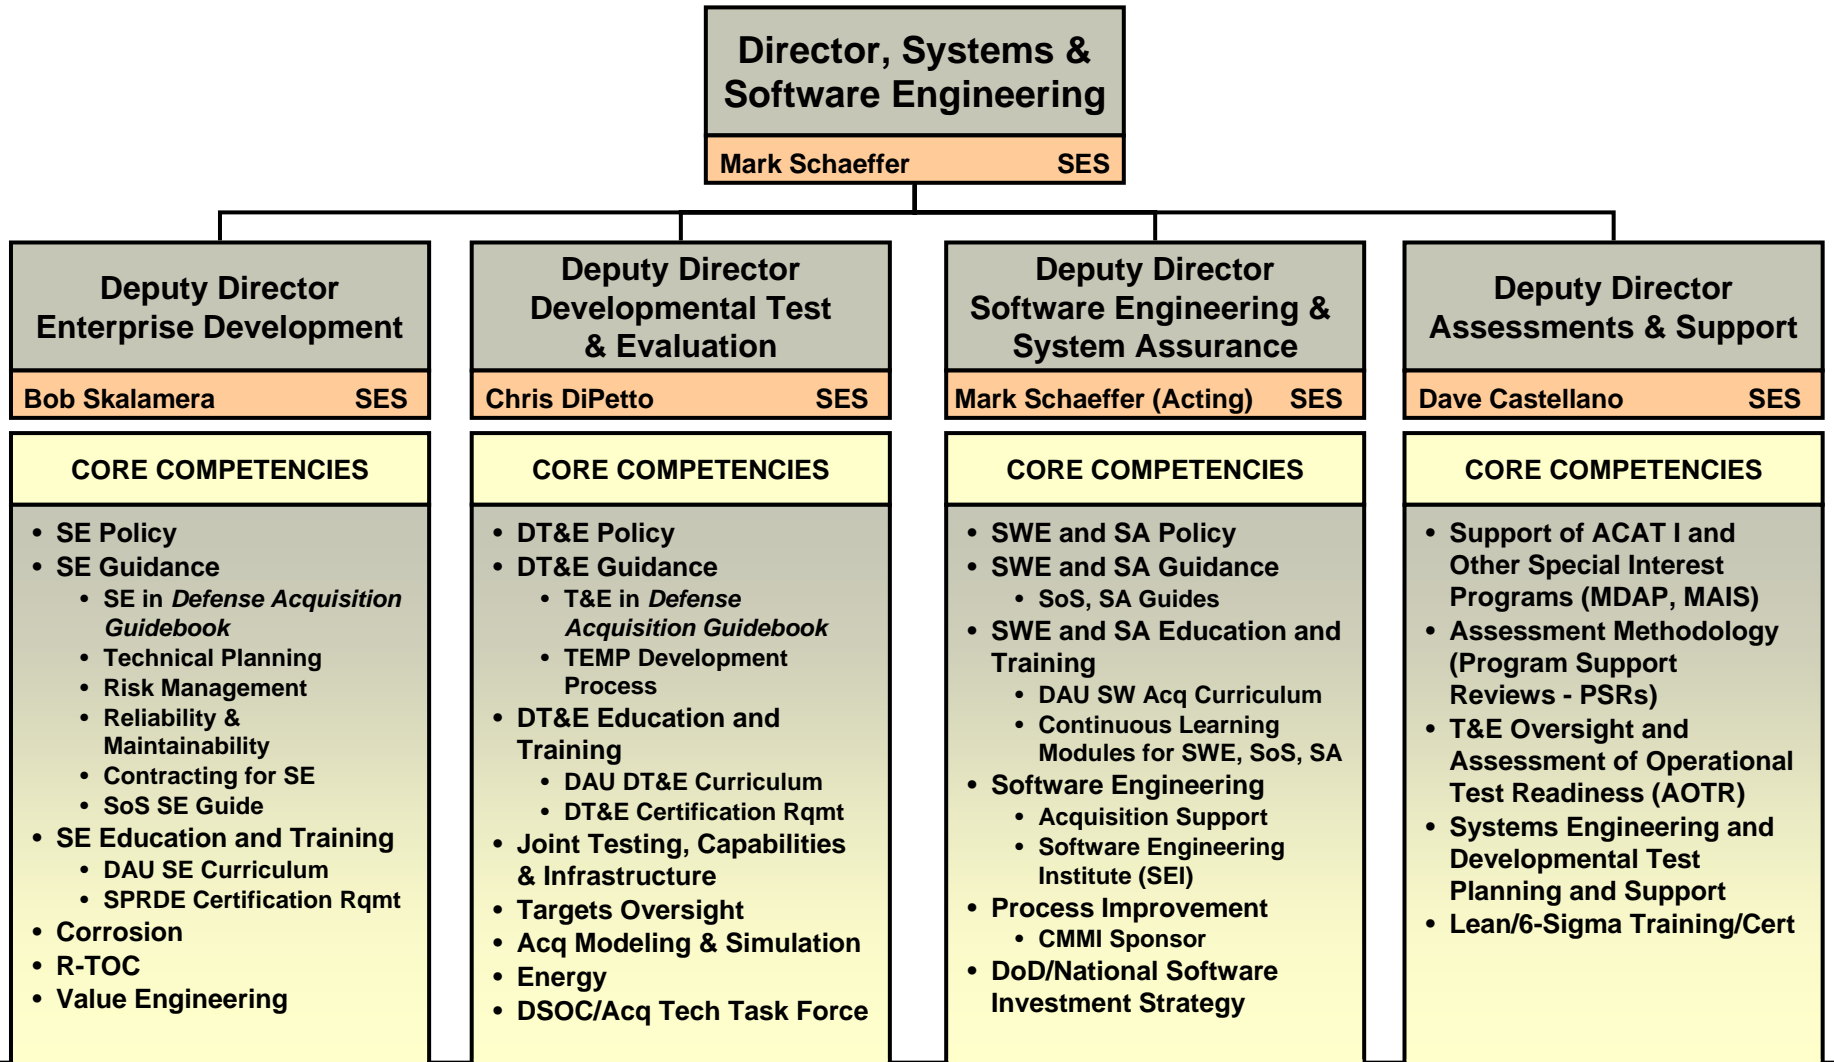 Director, Systems &
Software Engineering
Mark Schaeffer SES
Deputy Director
Enterprise Development
Bob Skalamera SES
CORE COMPETENCIES
• SE Policy
• SE Guidance
• SE in Defense Acquisition
Guidebook
• Technical Planning
• Risk Management
• Reliability &
Maintainability
• Contracting for SE
• SoS SE Guide
• SE Education and Training
• DAU SE Curriculum
• SPRDE Certification Rqmt
• Corrosion
• R-TOC
• Value Engineering
Deputy Director
Developmental Test
& Evaluation
Chris DiPetto SES
CORE COMPETENCIES
• DT&E Policy
• DT&E Guidance
• T&E in Defense
Acquisition Guidebook
• TEMP Development
Process
• DT&E Education and
Training
• DAU DT&E Curriculum
• DT&E Certification Rqmt
• Joint Testing, Capabilities
& Infrastructure
• Targets Oversight
• Acq Modeling & Simulation
• Energy
• DSOC/Acq Tech Task Force
Deputy Director
Software Engineering &
System Assurance
Mark Schaeffer (Acting) SES
CORE COMPETENCIES
• SWE and SA Policy
• SWE and SA Guidance
• SoS, SA Guides
• SWE and SA Education and
Training
• DAU SW Acq Curriculum
• Continuous Learning
Modules for SWE, SoS, SA
• Software Engineering
• Acquisition Support
• Software Engineering
Institute (SEI)
• Process Improvement
• CMMI Sponsor
• DoD/National Software
Investment Strategy
Deputy Director
Assessments & Support
Dave Castellano SES
CORE COMPETENCIES
• Support of ACAT I and
Other Special Interest
Programs (MDAP, MAIS)
• Assessment Methodology
(Program Support
Reviews - PSRs)
• T&E Oversight and
Assessment of Operational
Test Readiness (AOTR)
• Systems Engineering and
Developmental Test
Planning and Support
• Lean/6-Sigma Training/Cert